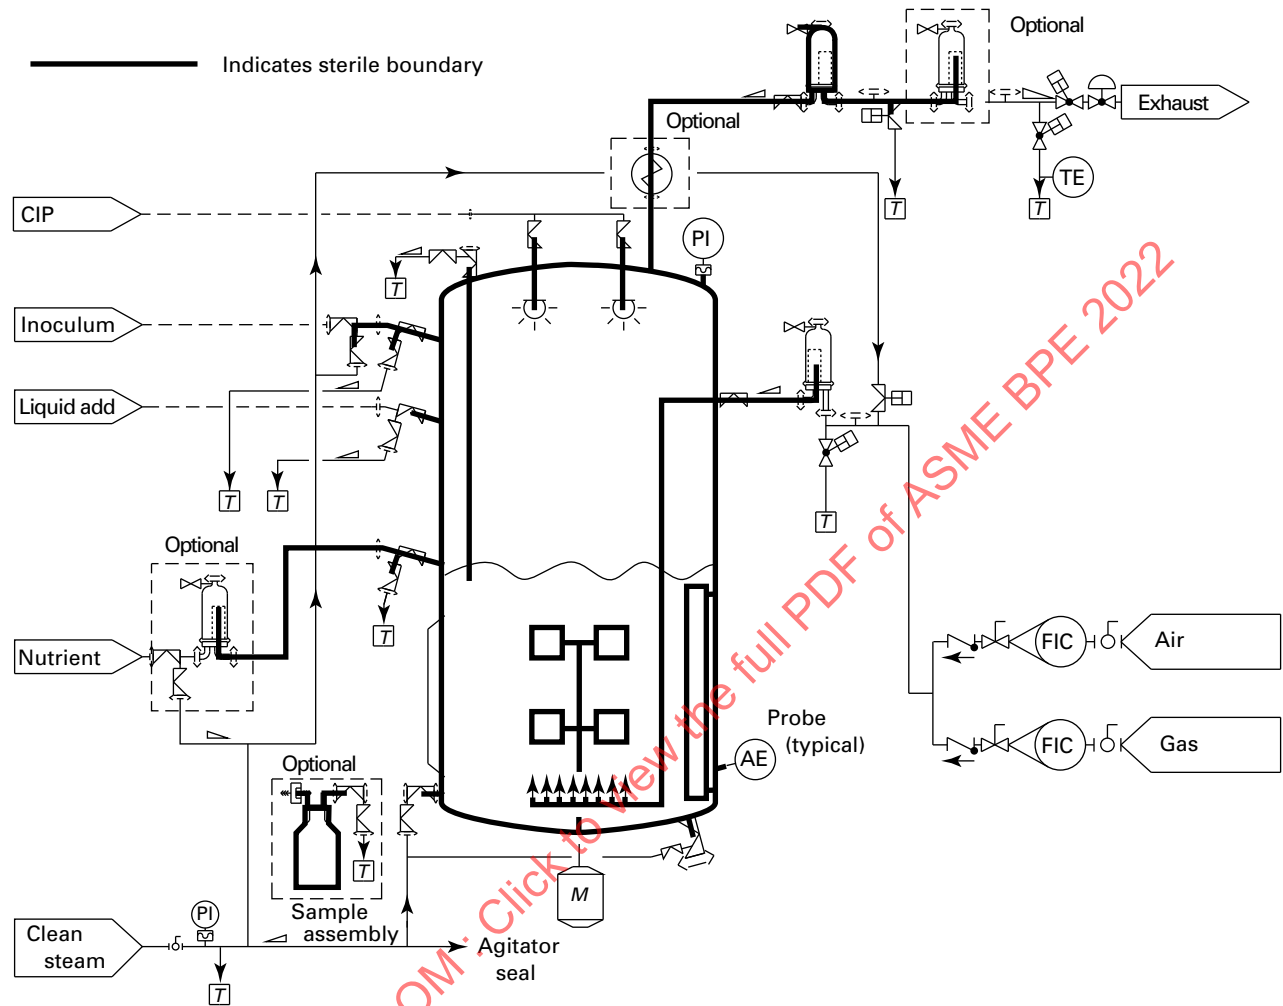 Optional
Indicates sterile boundary
Exhaust
Optional
TE
T
T
CIP
PI
T
Inoculum
Liquid add
T
T
T
Optional
T
Nutrient
FIC
Air
Probe
(typical)
AE
FIC
Gas
Optional
T
M
Sample
assembly
PI
Clean
steam
Agitator
seal
T
OM : Click to view the full PDF of ASME BPE 2022